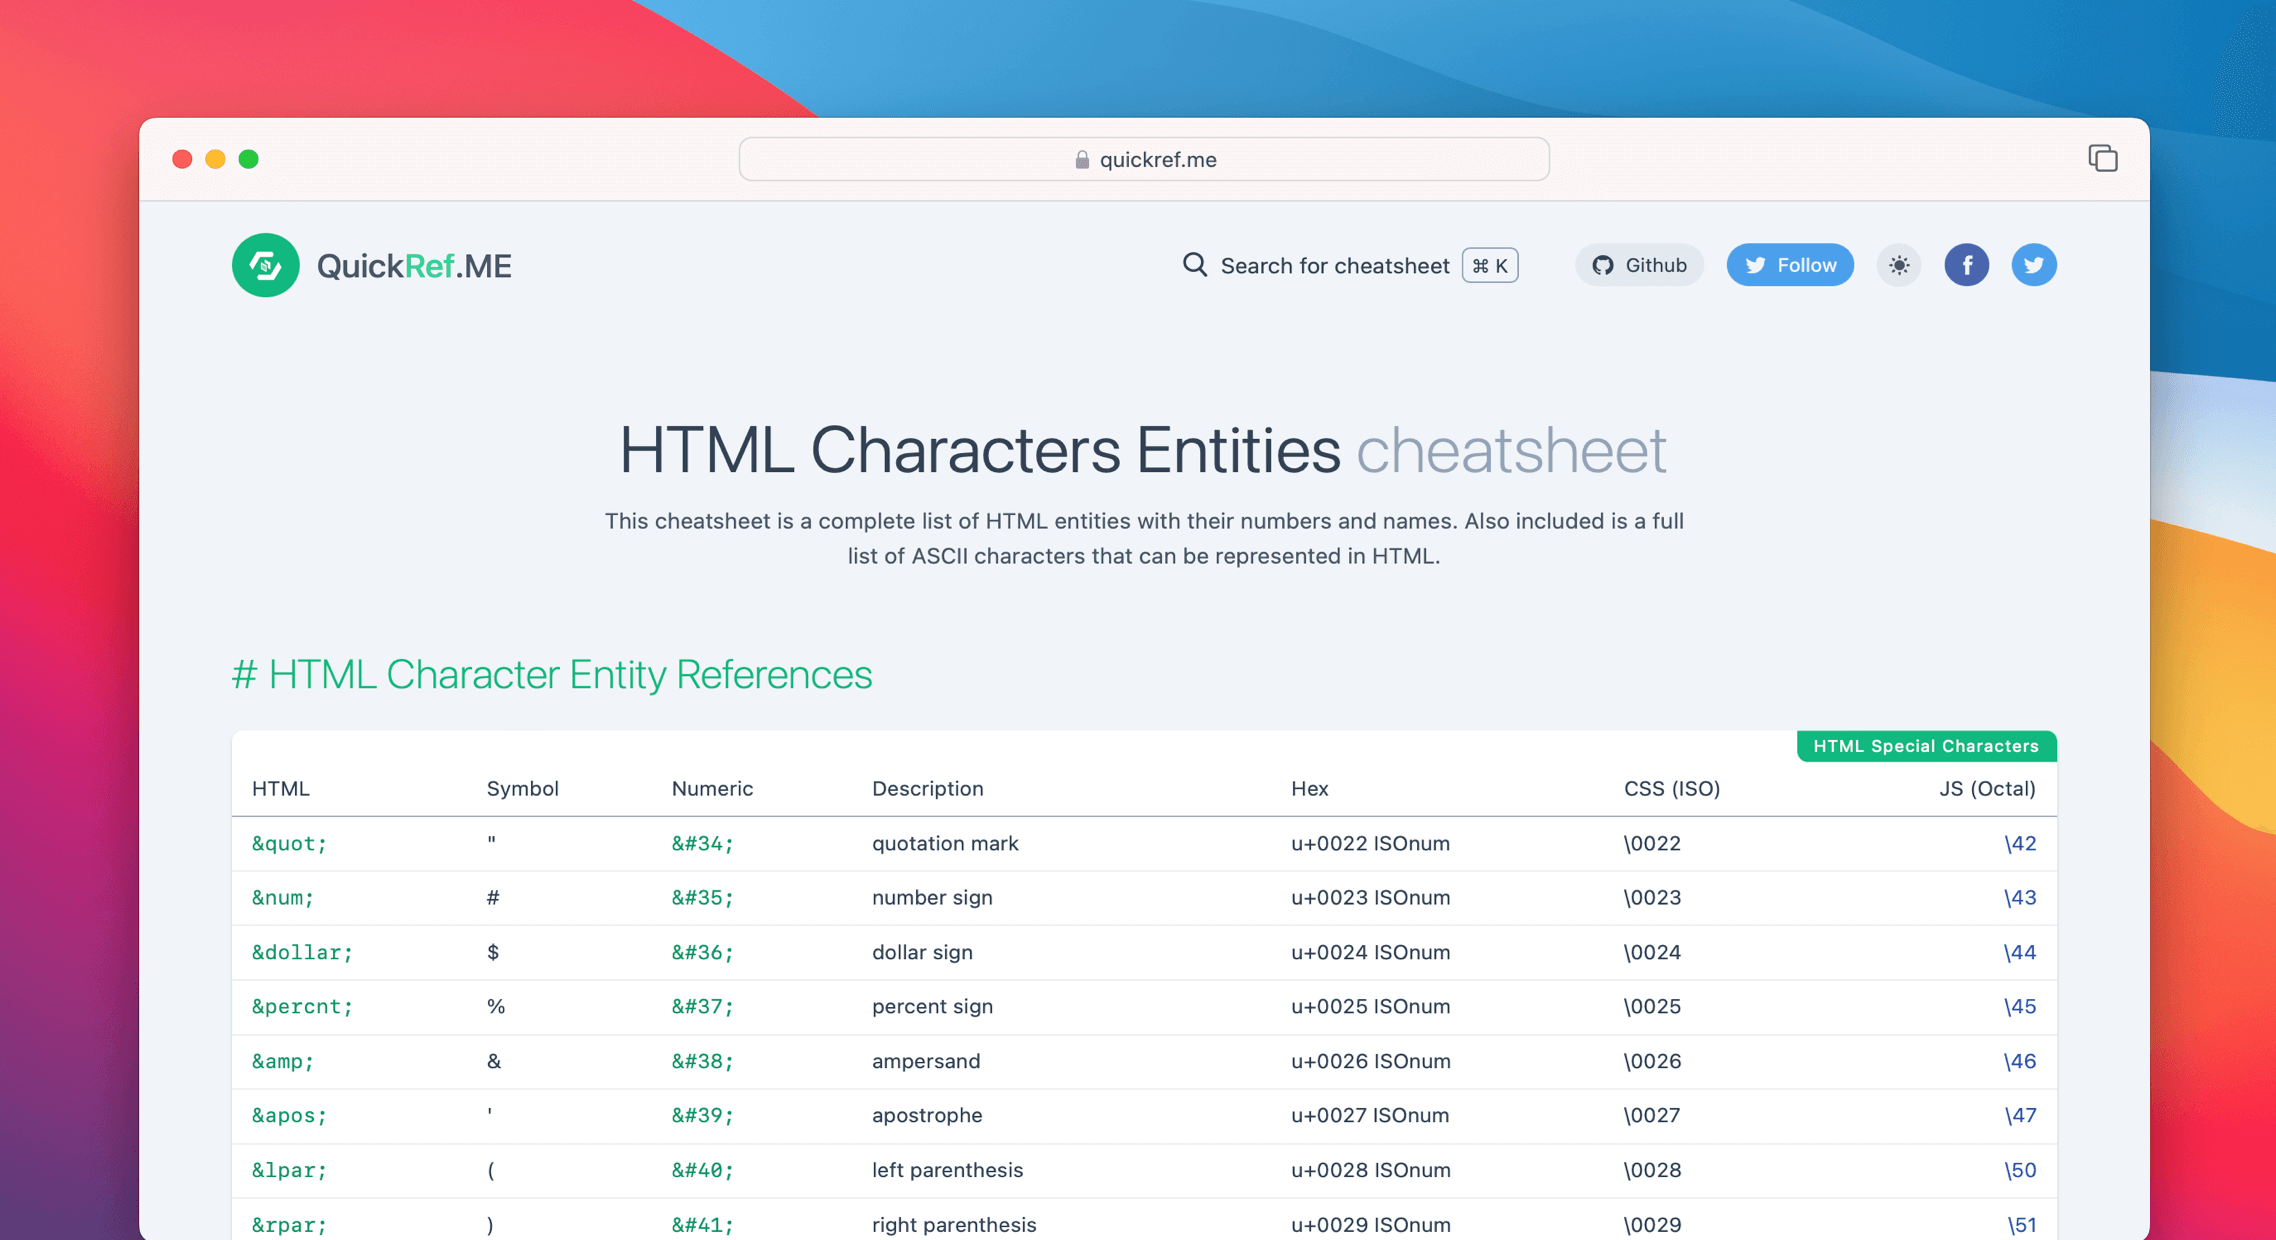 quickref.me
QuickRef.ME
Search for cheatsheet ⌘ K Github Follow
HTML Characters Entities cheatsheet
This cheatsheet is a complete list of HTML entities with their numbers and names. Also included is a full
list of ASCII characters that can be represented in HTML.
# HTML Character Entity References
HTML Special Characters
HTML Symbol Numeric Description Hex CSS (ISO) JS (Octal)
&quot; " &#34; quotation mark u+0022 ISOnum \0022 \42
&num; # &#35; number sign u+0023 ISOnum \0023 \43
&dollar; $ &#36; dollar sign u+0024 ISOnum \0024 \44
&percnt; % &#37; percent sign u+0025 ISOnum \0025 \45
&amp; & &#38; ampersand u+0026 ISOnum \0026 \46
&apos; ' &#39; apostrophe u+0027 ISOnum \0027 \47
&lpar; ( &#40; left parenthesis u+0028 ISOnum \0028 \50
&rpar; ) &#41; right parenthesis u+0029 ISOnum \0029 \51